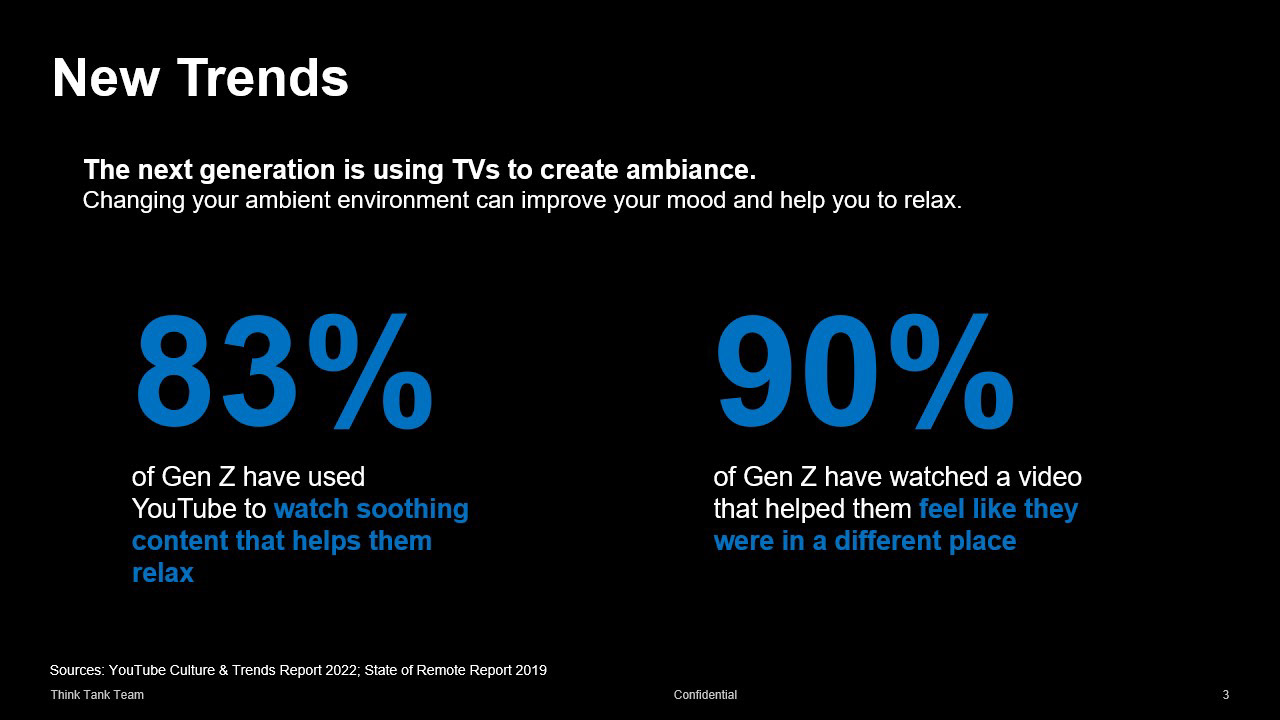 New Trends
The next generation is using TVs to create ambiance.
Changing your ambient environment can improve your mood and help you to relax.
83%
of Gen Z have used
YouTube to watch soothing
content that helps them
relax
90%
of Gen Z have watched a video
that helped them feel like they
were in a different place
Sources: YouTube Culture & Trends Report 2022; State of Remote Report 2019
Think Tank Team
Confidential
3